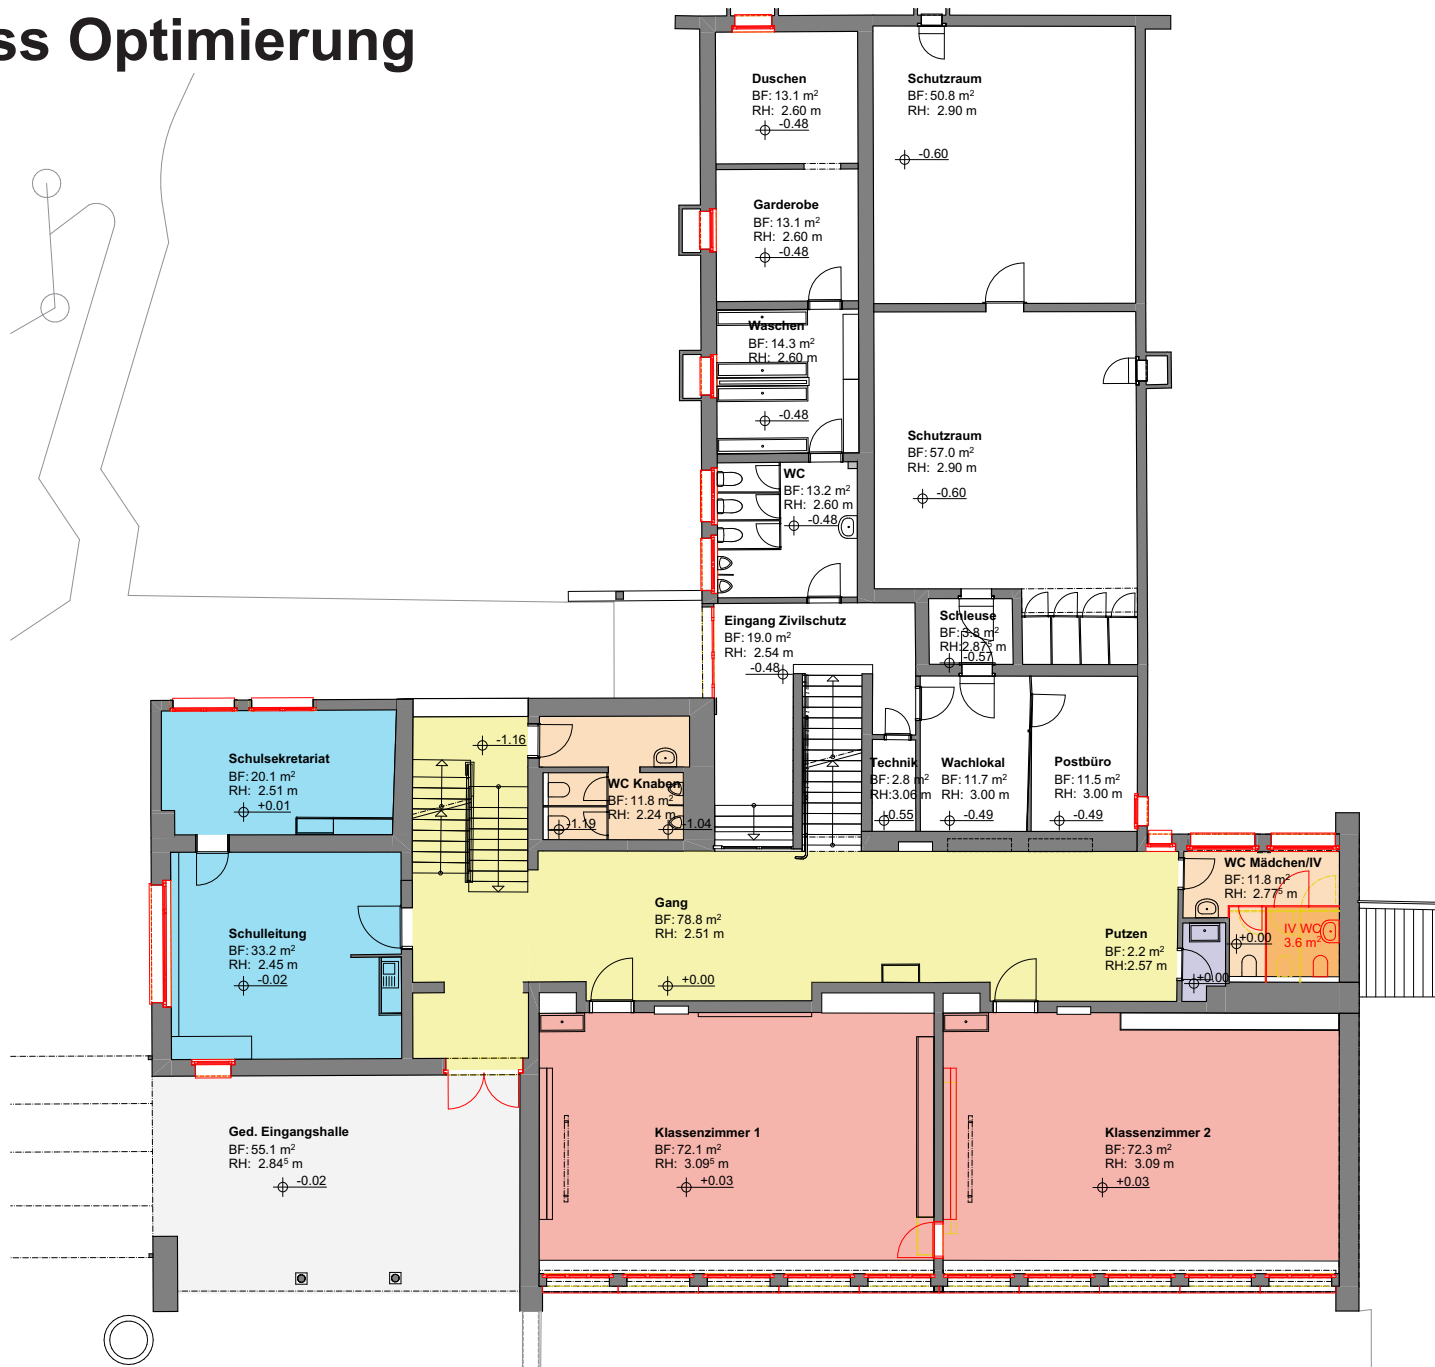 ss Optimierung
Duschen
BF: 13.1 m²
RH: 2.60 m
-0.48
Schutzraum
BF: 50.8 m²
RH: 2.90 m
-0.60
Garderobe
BF: 13.1 m²
RH: 2.60 m
-0.48
Waschen
BF: 14.3 m²
RH: 2.60 m
-0.48
Schutzraum
BF: 57.0 m²
RH: 2.90 m
-0.60
WC
BF: 13.2 m²
RH: 2.60 m
-0.48
Eingang Zivilschutz
BF: 19.0 m²
RH: 2.54 m
-0.48
Schleuse
BF: 3.8 m²
RH: 2.87⁵ m
-0.57
-1.16
Schulsekretariat
BF: 20.1 m²
RH: 2.51 m
+0.01
WC Knaben
BF: 11.8 m²
RH: 2.24 m
-1.19
-1.04
Technik
BF: 2.8 m²
RH: 3.06 m
-0.55
Wachlokal
BF: 11.7 m²
RH: 3.00 m
-0.49
Postbüro
BF: 11.5 m²
RH: 3.00 m
-0.49
WC Mädchen/IV
BF: 11.8 m²
RH: 2.77⁵ m
+0.00
IV WC
3.6 m²
Schulleitung
BF: 33.2 m²
RH: 2.45 m
-0.02
Gang
BF: 78.8 m²
RH: 2.51 m
+0.00
Putzen
BF: 2.2 m²
RH: 2.57 m
+0.00
Ged. Eingangshalle
BF: 55.1 m²
RH: 2.84⁵ m
-0.02
Klassenzimmer 1
BF: 72.1 m²
RH: 3.09⁵ m
+0.03
Klassenzimmer 2
BF: 72.3 m²
RH: 3.09 m
+0.03